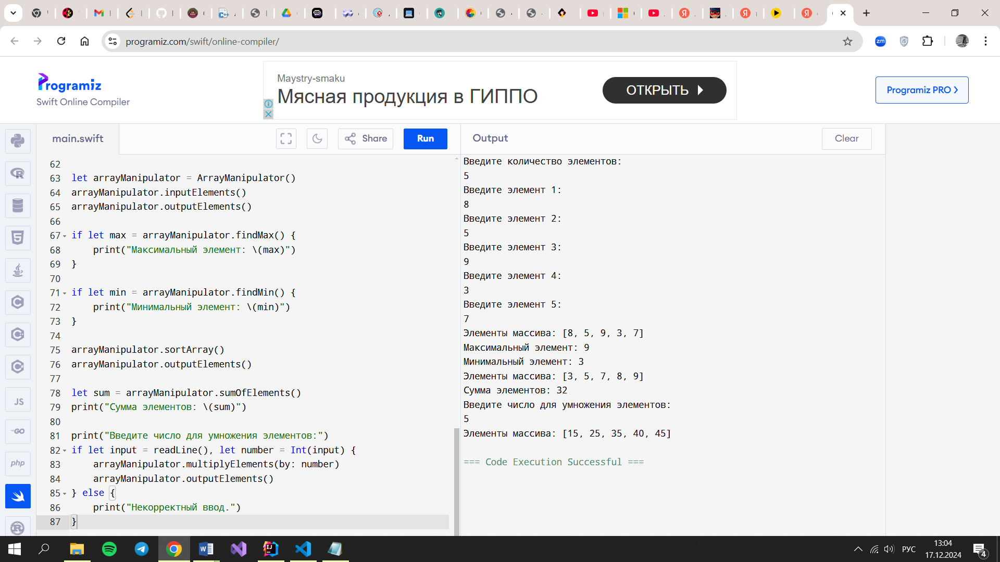 programiz.com/swift/online-compiler/
zm
Programiz
Swift Online Compiler
Maystry-smaku
Мясная продукция в ГИППО
ОТКРЫТЬ
Programiz PRO
main.swift
Share
Run
Output
Clear
62
63 let arrayManipulator = ArrayManipulator()
64 arrayManipulator.inputElements()
65 arrayManipulator.outputElements()
66
67 if let max = arrayManipulator.findMax() {
68 print("Максимальный элемент: \(max)")
69 }
70
71 if let min = arrayManipulator.findMin() {
72 print("Минимальный элемент: \(min)")
73 }
74
75 arrayManipulator.sortArray()
76 arrayManipulator.outputElements()
77
78 let sum = arrayManipulator.sumOfElements()
79 print("Сумма элементов: \(sum)")
80
81 print("Введите число для умножения элементов:")
82 if let input = readLine(), let number = Int(input) {
83 arrayManipulator.multiplyElements(by: number)
84 arrayManipulator.outputElements()
85 } else {
86 print("Некорректный ввод.")
87 }
Введите количество элементов:
5
Введите элемент 1:
8
Введите элемент 2:
5
Введите элемент 3:
9
Введите элемент 4:
3
Введите элемент 5:
7
Элементы массива: [8, 5, 9, 3, 7]
Максимальный элемент: 9
Минимальный элемент: 3
Элементы массива: [3, 5, 7, 8, 9]
Сумма элементов: 32
Введите число для умножения элементов:
5
Элементы массива: [15, 25, 35, 40, 45]
=== Code Execution Successful ===
JS
GO
php
РУС
13:04
17.12.2024
4